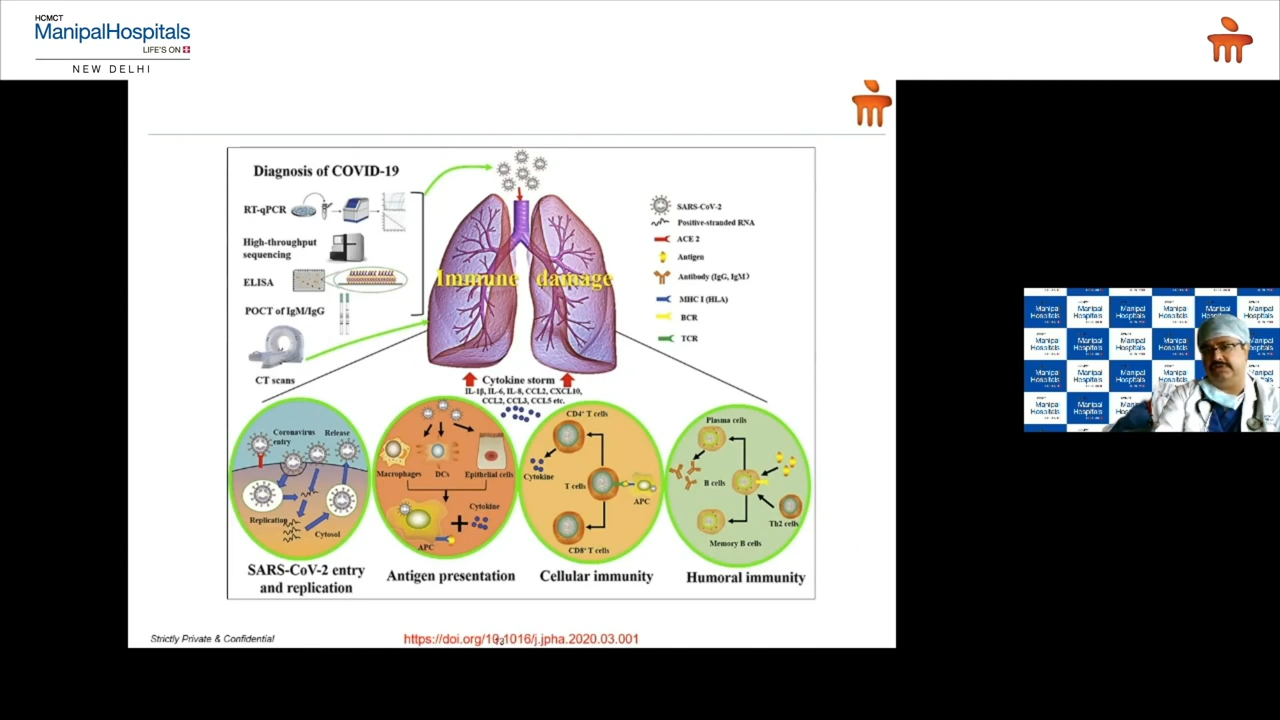 HCMCT
ManipalHospitals
LIFE'S ON
NEW DELHI
Diagnosis of COVID-19
RT-qPCR
High-throughput
sequencing
ELISA
POCT of IgM/IgG
CT scans
Immune damage
SARS-CoV-2
Positive-stranded RNA
ACE 2
Antigen
Antibody (IgG, IgM)
MHC I (HLA)
BCR
TCR
Cytokine storm
IL-1β, IL-6, IL-8, CCL2, CXCL10,
CCL2, CCL3, CCL5 etc.
Coronavirus
entry
Release
Replication
Cytosol
SARS-CoV-2 entry
and replication
Macrophages
DCs
Epithelial cells
Cytokine
APC
Antigen presentation
CD4⁺ T cells
Cytokine
T cells
APC
CD8⁺ T cells
Cellular immunity
Plasma cells
B cells
Th2 cells
Memory B cells
Humoral immunity
Strictly Private & Confidential
https://doi.org/10.1016/j.jpha.2020.03.001
13
Manipal
Hospitals